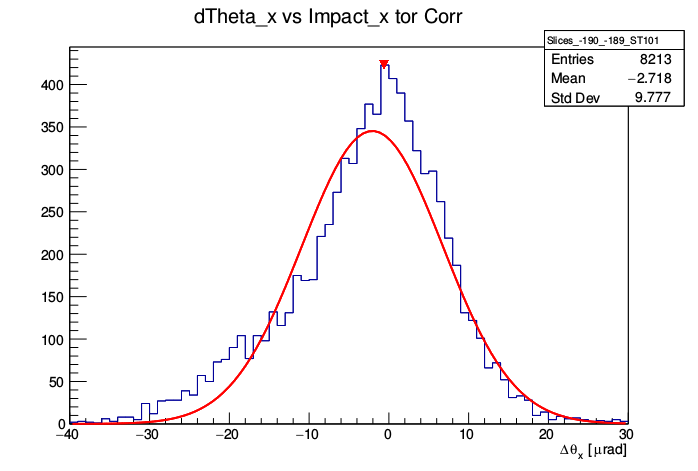 dTheta_x vs Impact_x tor Corr
Slices_-190_-189_ST101
Entries 8213
Mean −2.718
Std Dev 9.777
400
350
300
250
200
150
100
50
0
−40 −30 −20 −10 0 10 20 30
Δθx [μrad]